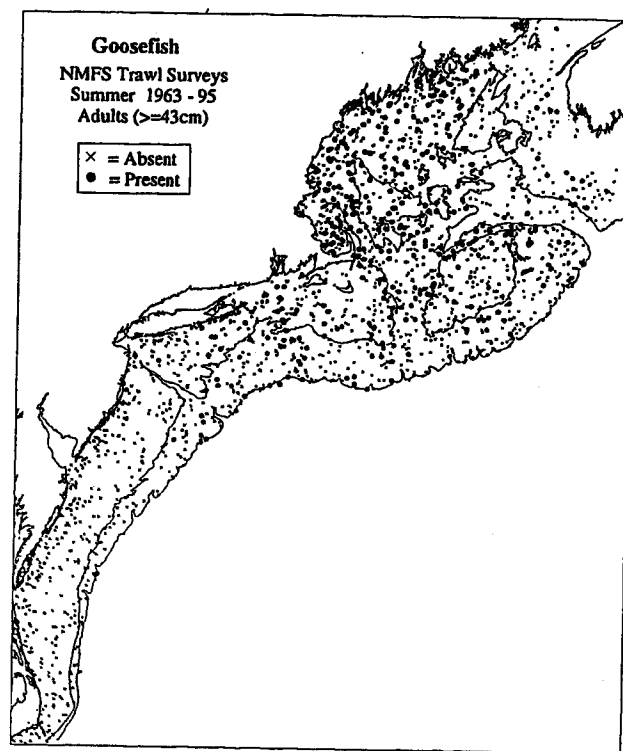 Goosefish
NMFS Trawl Surveys
Summer 1963 - 95
Adults (>=43cm)
× = Absent
● = Present